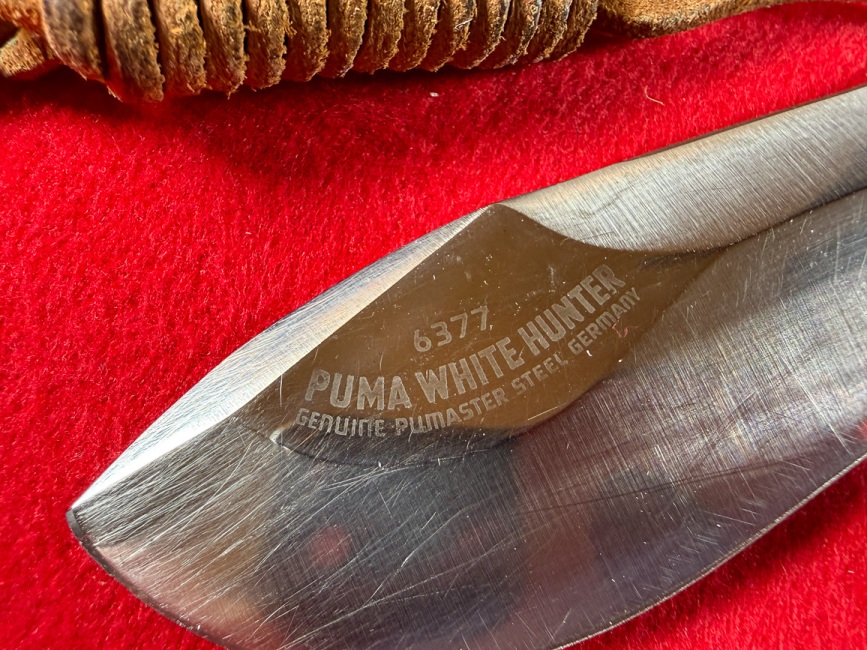 6377
PUMA WHITE HUNTER
GENUINE PUMASTER STEEL GERMANY